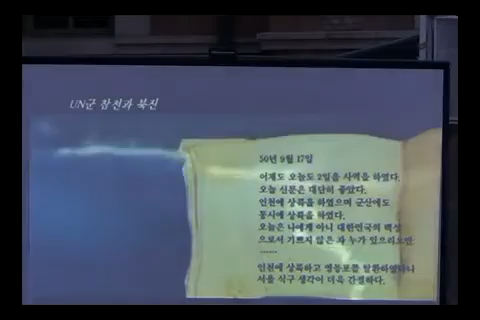 UN군 참전과 북진
50년 9월 17일
어제도 오늘도 2일을 사역을 하였다.
오늘 신문은 대단히 좋았다.
인천에 상륙을 하였으며 군산에도
동시에 상륙을 하였다.
오늘은 나에게 아니 대한민국의 백성
으로서 기쁘지 않은 자 누가 있으리오만
......
인천에 상륙하고 영등포를 탈환하였다니
서울 식구 생각이 더욱 간절하다.